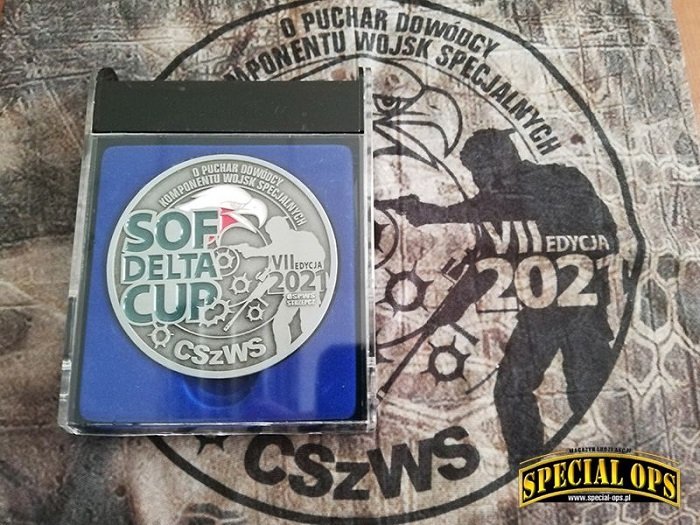 O PUCHAR DOWÓDCY
KOMPONENTU WOJSK SPECJALNYCH
VII EDYCJA
2021
CSzWS
O PUCHAR DOWÓDCY
KOMPONENTU WOJSK SPECJALNYCH
SOF
DELTA
CUP
VII EDYCJA
2021
CSzWS
SPECIAL OPS
www.special-ops.pl